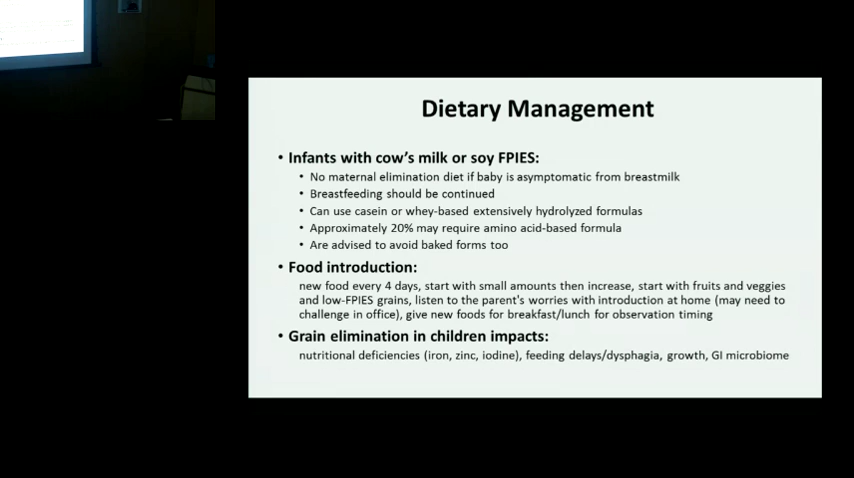 Dietary Management
• Infants with cow's milk or soy FPIES:
• No maternal elimination diet if baby is asymptomatic from breastmilk
• Breastfeeding should be continued
• Can use casein or whey-based extensively hydrolyzed formulas
• Approximately 20% may require amino acid-based formula
• Are advised to avoid baked forms too
• Food introduction:
new food every 4 days, start with small amounts then increase, start with fruits and veggies
and low-FPIES grains, listen to the parent's worries with introduction at home (may need to
challenge in office), give new foods for breakfast/lunch for observation timing
• Grain elimination in children impacts:
nutritional deficiencies (iron, zinc, iodine), feeding delays/dysphagia, growth, GI microbiome